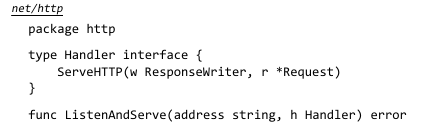 net/http
package http
type Handler interface {
ServeHTTP(w ResponseWriter, r *Request)
}
func ListenAndServe(address string, h Handler) error